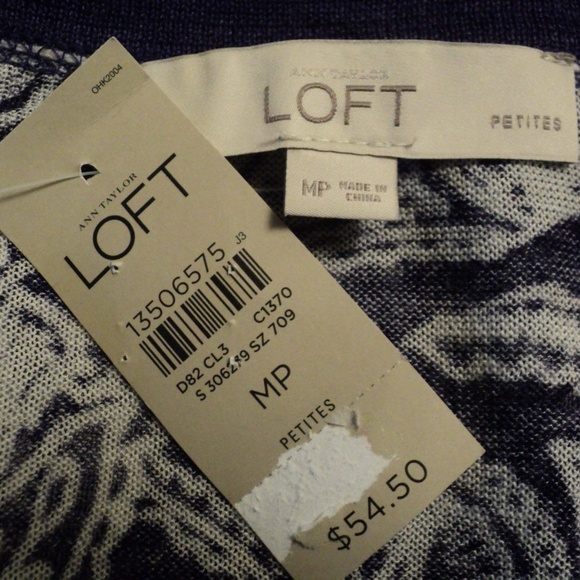 OHK2004
ANN TAYLOR
LOFT
13506575 J3
D82 CL3 C1370
S 306279 SZ 709
MP
PETITES
$54.50
ANN TAYLOR
LOFT
PETITES
MP MADE IN
CHINA